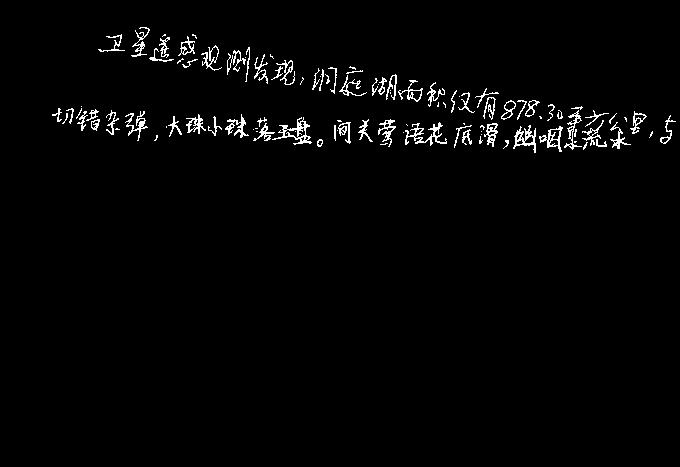 卫星遥感观测发现，洞庭湖面积仅有878.30平方公里，与
切错杂弹，大珠小珠落玉盘。间关莺语花底滑，幽咽泉流